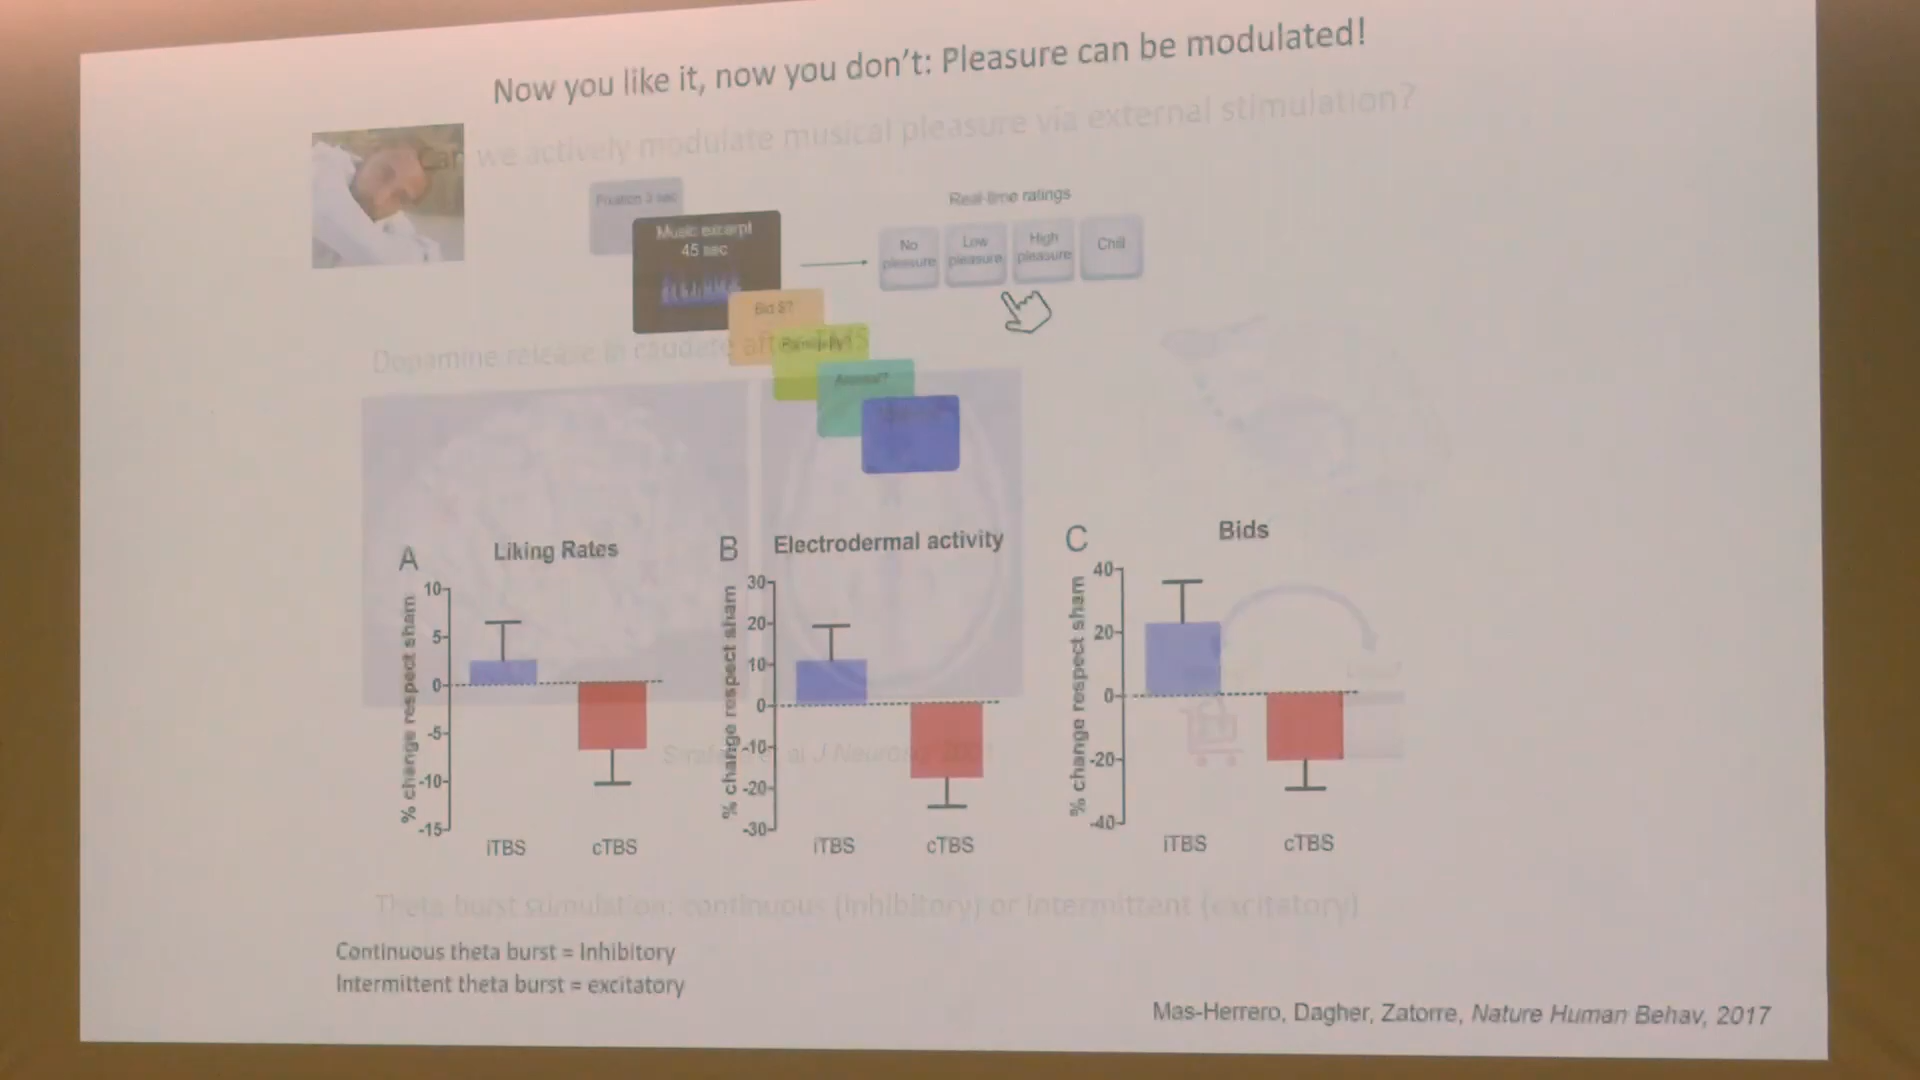 Now you like it, now you don't: Pleasure can be modulated!
Can we actively modulate musical pleasure via external stimulation?
Fixation 3 sec
Real-time ratings
Music excerpt
45 sec
No pleasure
Low pleasure
High pleasure
Chill
Bid $?
Familiarity?
Dopamine release in caudate after TMS
Arousal?
A
Liking Rates
B
Electrodermal activity
C
Bids
% change respect sham
10
5
0
-5
-10
-15
iTBS
cTBS
% change respect sham
30
20
10
0
-10
-20
-30
iTBS
cTBS
% change respect sham
40
20
0
-20
-40
iTBS
cTBS
al J Neurosci
Theta burst stimulation: continuous (inhibitory) or intermittent (excitatory)
Continuous theta burst = Inhibitory
Intermittent theta burst = excitatory
Mas-Herrero, Dagher, Zatorre, Nature Human Behav, 2017